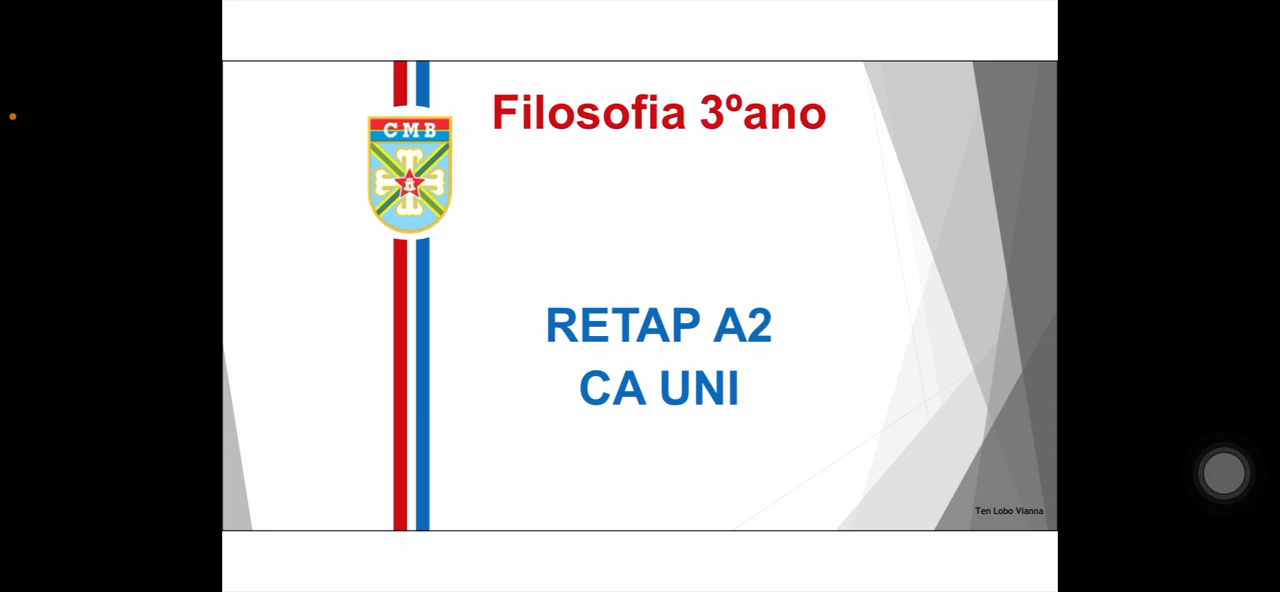 CMB
Filosofia 3ºano
RETAP A2
CA UNI
Ten Lobo Vianna